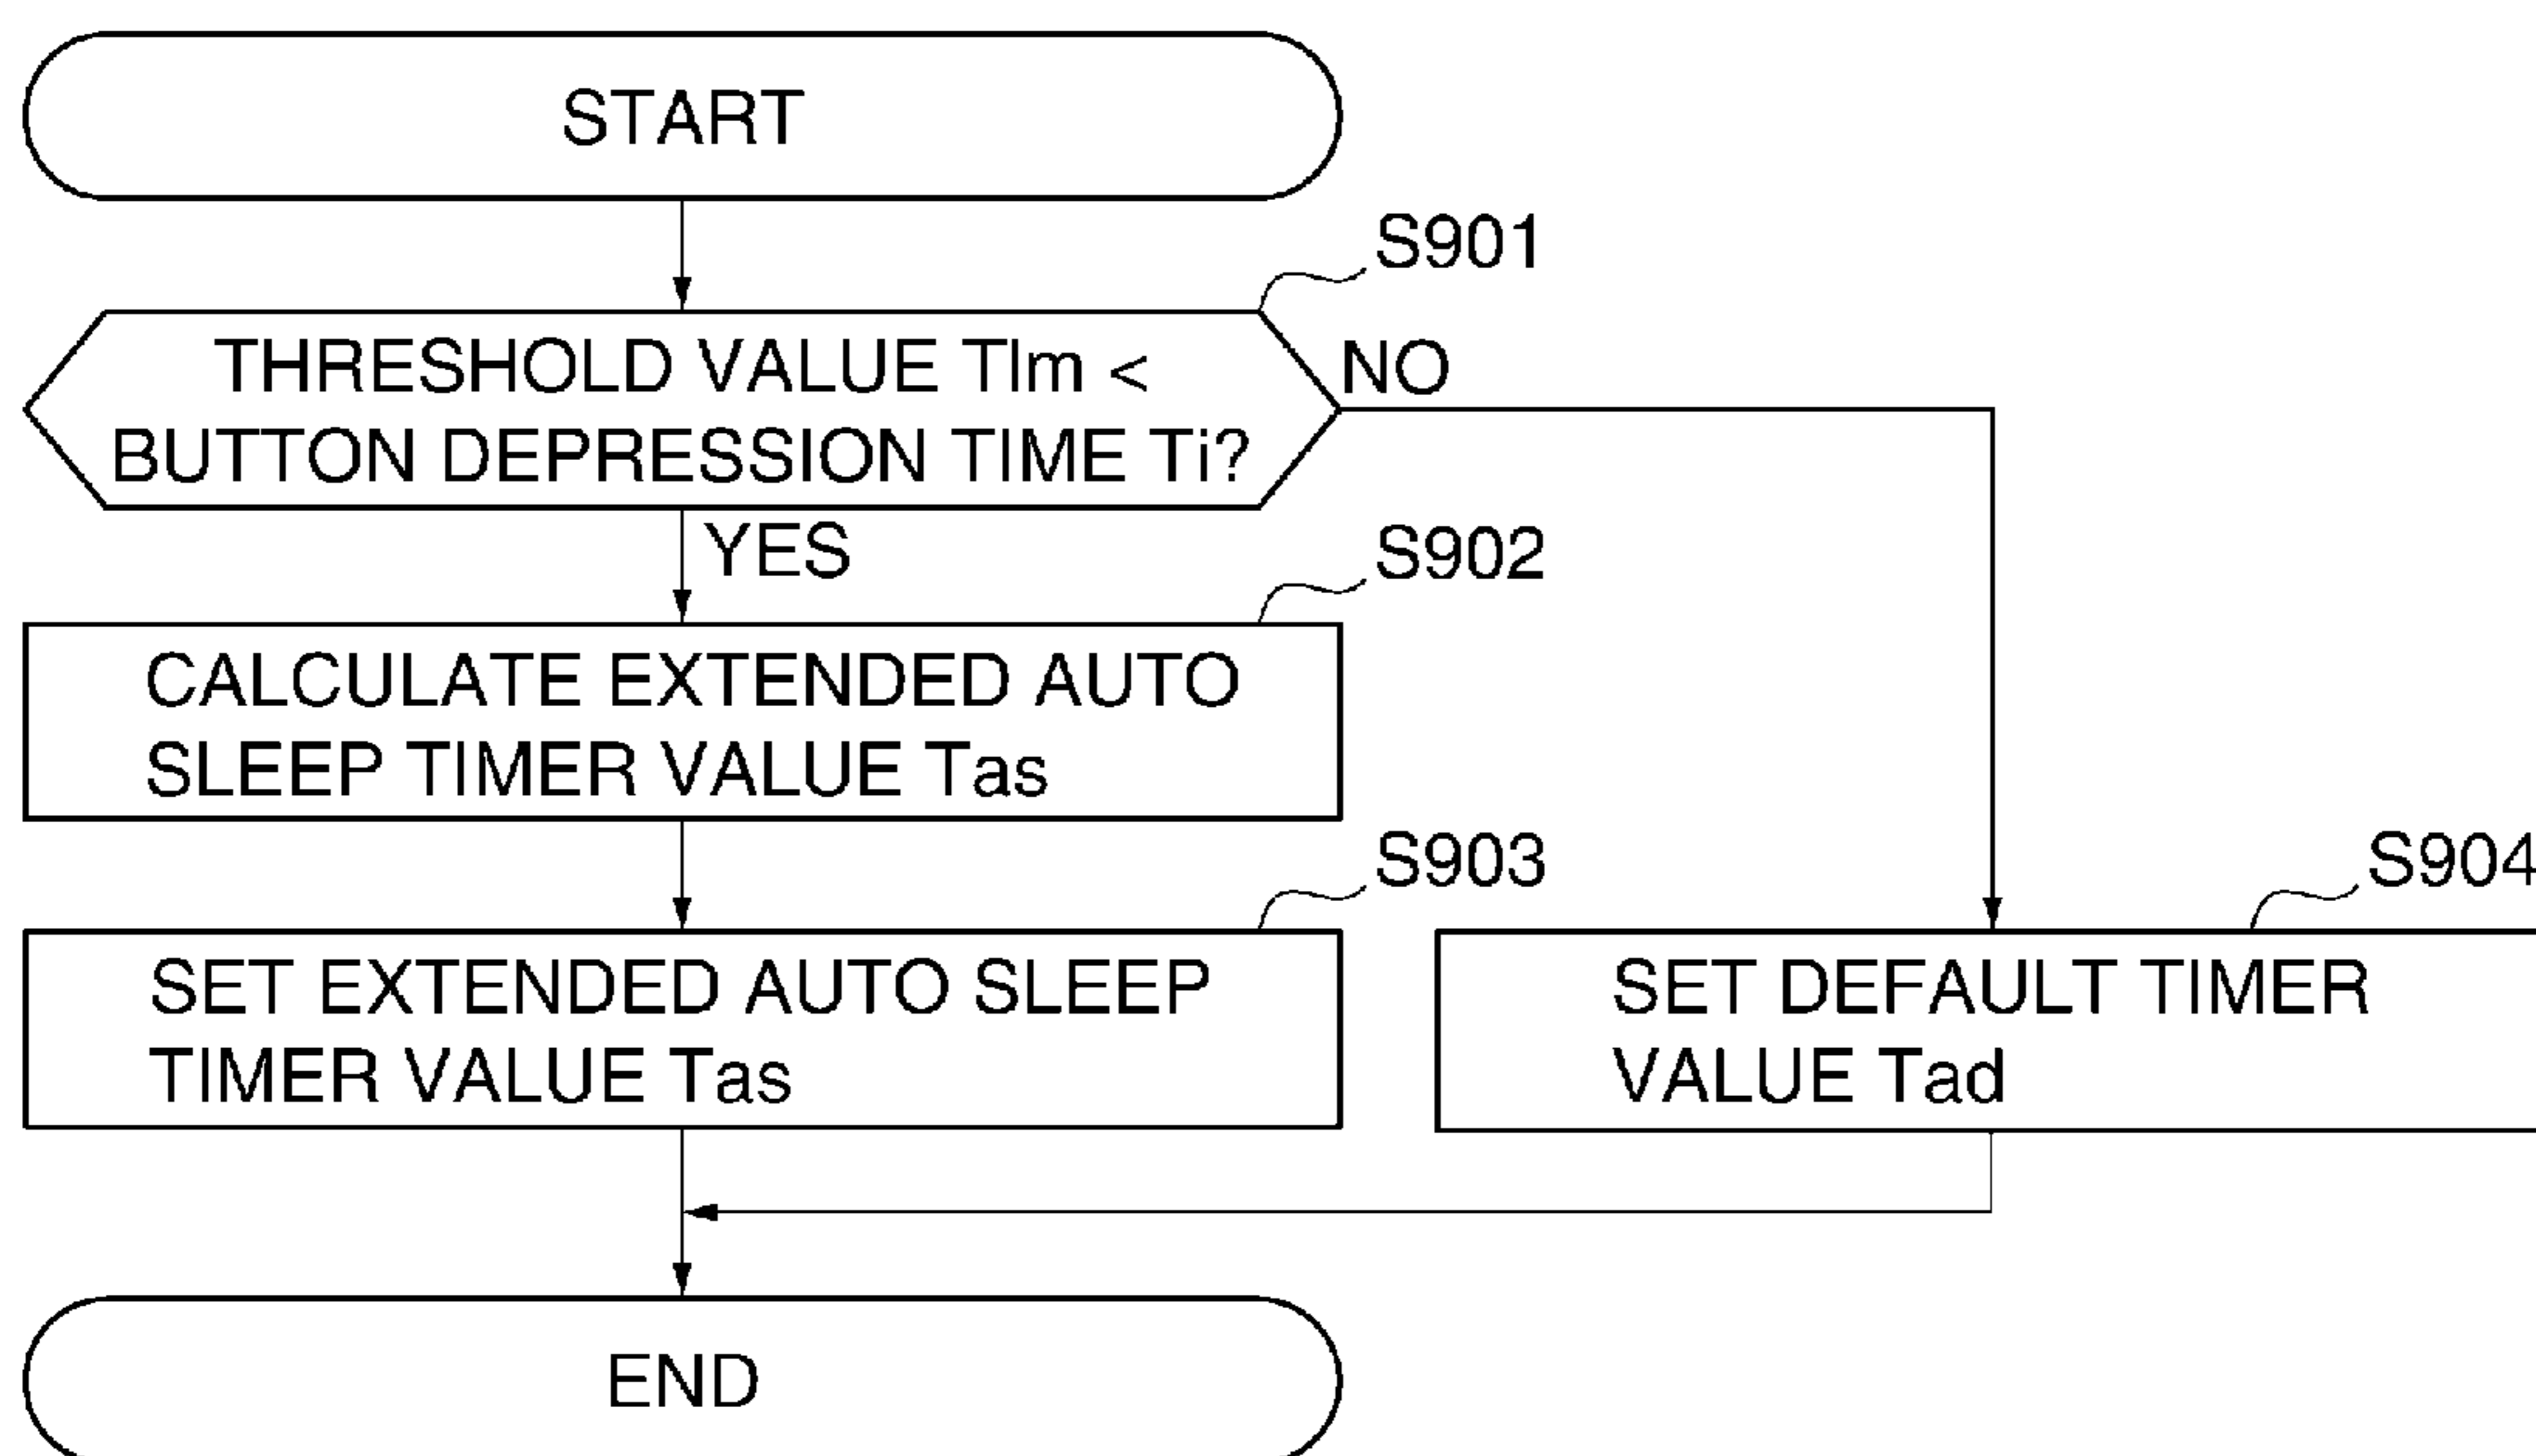 START
S901
THRESHOLD VALUE Tlm <
BUTTON DEPRESSION TIME Ti?
NO
YES
S902
CALCULATE EXTENDED AUTO
SLEEP TIMER VALUE Tas
S903
SET EXTENDED AUTO SLEEP
TIMER VALUE Tas
S904
SET DEFAULT TIMER
VALUE Tad
END